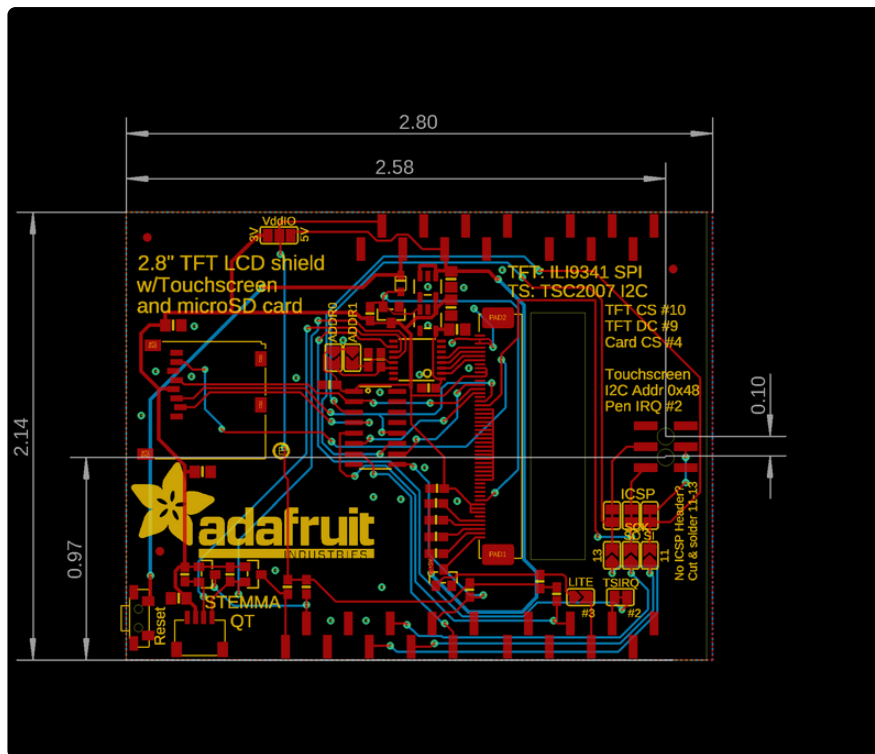 2.80
2.58
VddIO
3V
5V
2.8" TFT LCD shield
w/Touchscreen
and microSD card
TFT: ILI9341 SPI
TS: TSC2007 I2C
TFT CS #10
TFT DC #9
Card CS #4
Touchscreen
I2C Addr 0x48
Pen IRQ #2
ADDR0
ADDR1
PAD2
0.10
2.14
0.97
adafruit
INDUSTRIES
ICSP
SCK
SO SI
13
11
No ICSP Header?
Cut & solder 11-13
PAD1
LITE
TSIRQ
#3
#2
STEMMA
QT
Reset